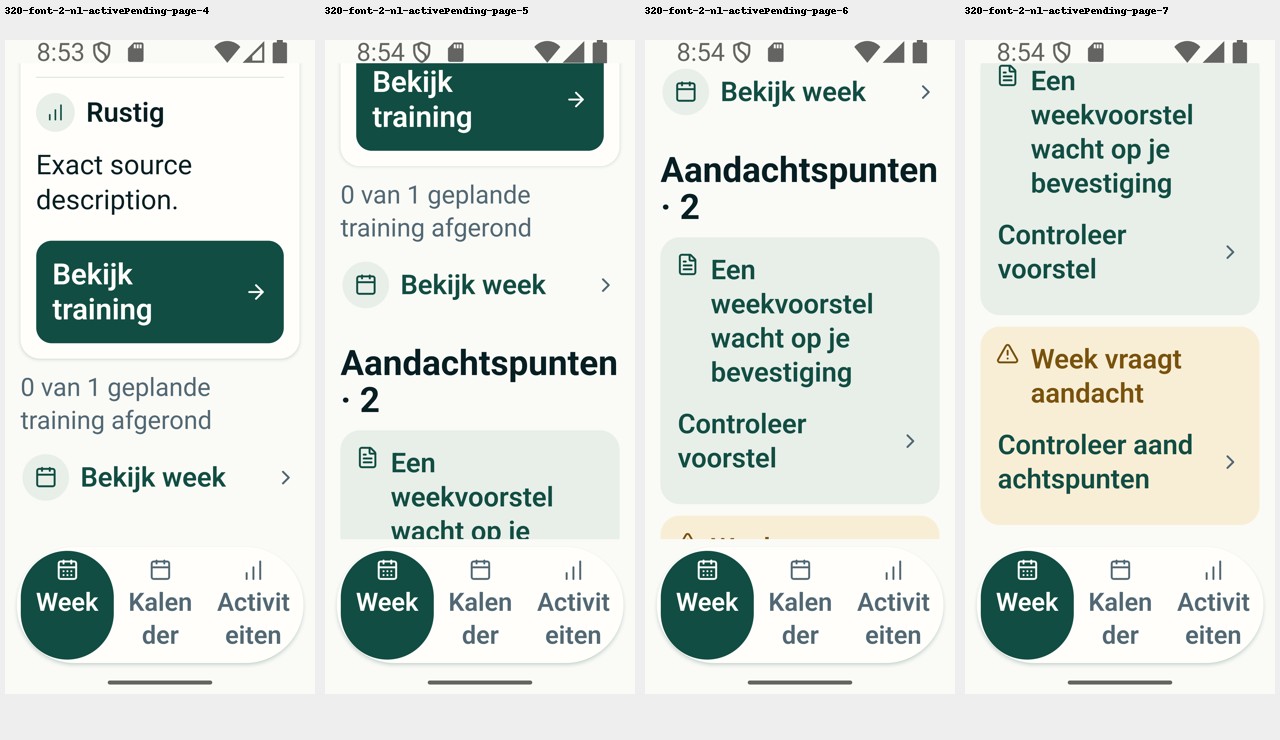 320-font-2-nl-activePending-page-4
8:53
Rustig
Exact source
description.
Bekijk
training
0 van 1 geplande
training afgerond
Bekijk week
Week
Kalen
der
Activit
eiten
320-font-2-nl-activePending-page-5
8:54
Bekijk
training
0 van 1 geplande
training afgerond
Bekijk week
Aandachtspunten
· 2
Een
weekvoorstel
wacht op je
Week
Kalen
der
Activit
eiten
320-font-2-nl-activePending-page-6
8:54
Bekijk week
Aandachtspunten
· 2
Een
weekvoorstel
wacht op je
bevestiging
Controleer
voorstel
Week
Kalen
der
Activit
eiten
320-font-2-nl-activePending-page-7
8:54
Een
weekvoorstel
wacht op je
bevestiging
Controleer
voorstel
Week vraagt
aandacht
Controleer aand
achtspunten
Week
Kalen
der
Activit
eiten